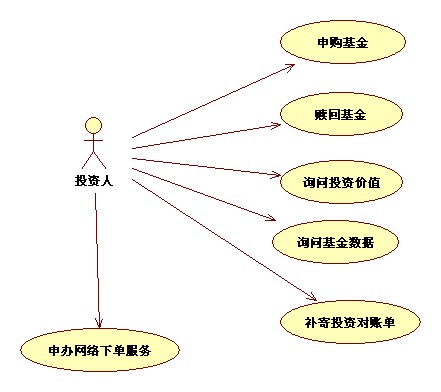 申购基金
赎回基金
投资人
询问投资价值
询问基金数据
补寄投资对账单
申办网络下单服务